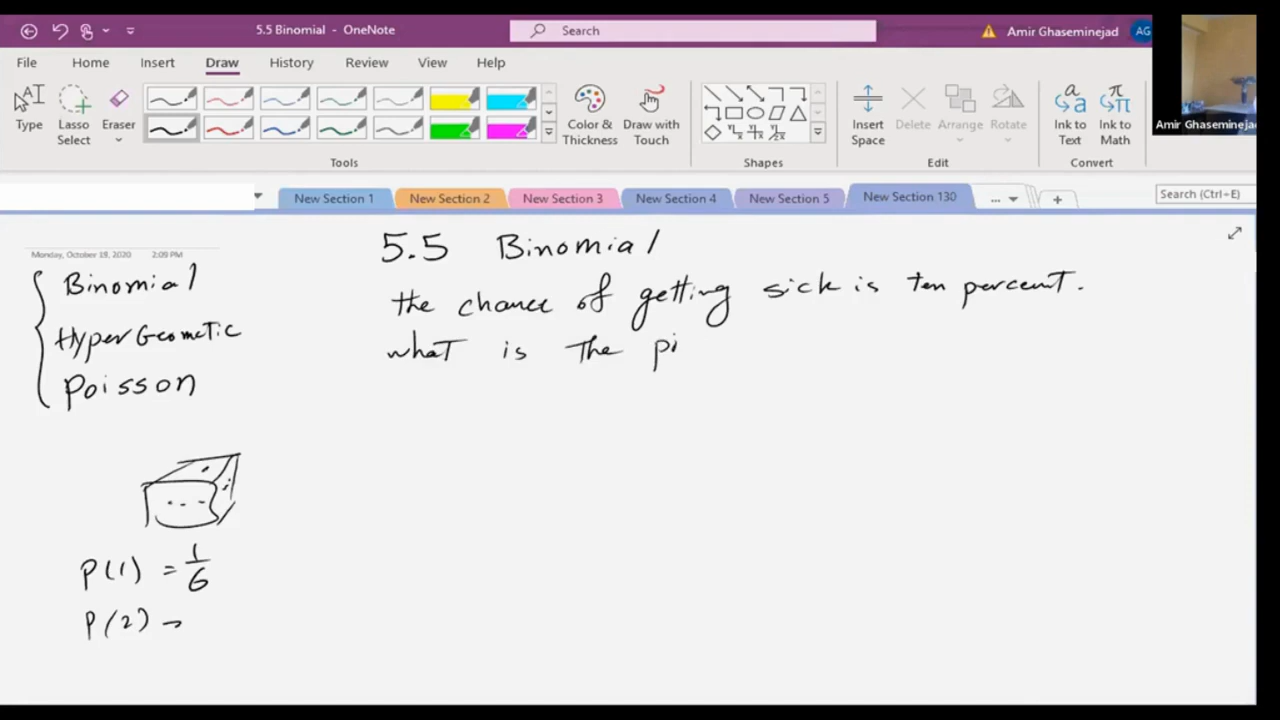 5.5 Binomial - OneNote
Search
Amir Ghaseminejad
AG
File Home Insert Draw History Review View Help
Type
Lasso Select
Eraser
Color & Thickness
Draw with Touch
Insert Space
Delete
Arrange
Rotate
Ink to Text
Ink to Math
Tools
Shapes
Edit
Convert
Amir Ghaseminejad
New Section 1
New Section 2
New Section 3
New Section 4
New Section 5
New Section 130
...
Search (Ctrl+E)
Monday, October 19, 2020 2:09 PM
Binomial
HyperGeometic
Poisson
P(1) = 1/6
P(2) =
5.5 Binomial
the chance of getting sick is ten percent.
what is the